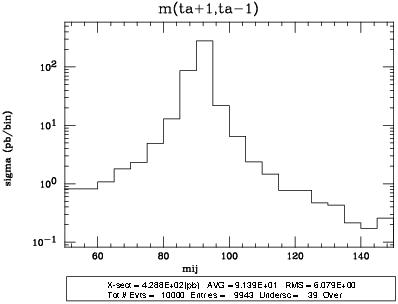 m(ta+1,ta−1)
sigma (pb/bin)
10²
10¹
10⁰
10⁻¹
60 80 100 120 140
mij
X-sect = 4.288E+02(pb) AVG = 9.139E+01 RMS = 6.079E+00
Tot # Evts = 10000 Entries = 9943 Undersc = 39 Over